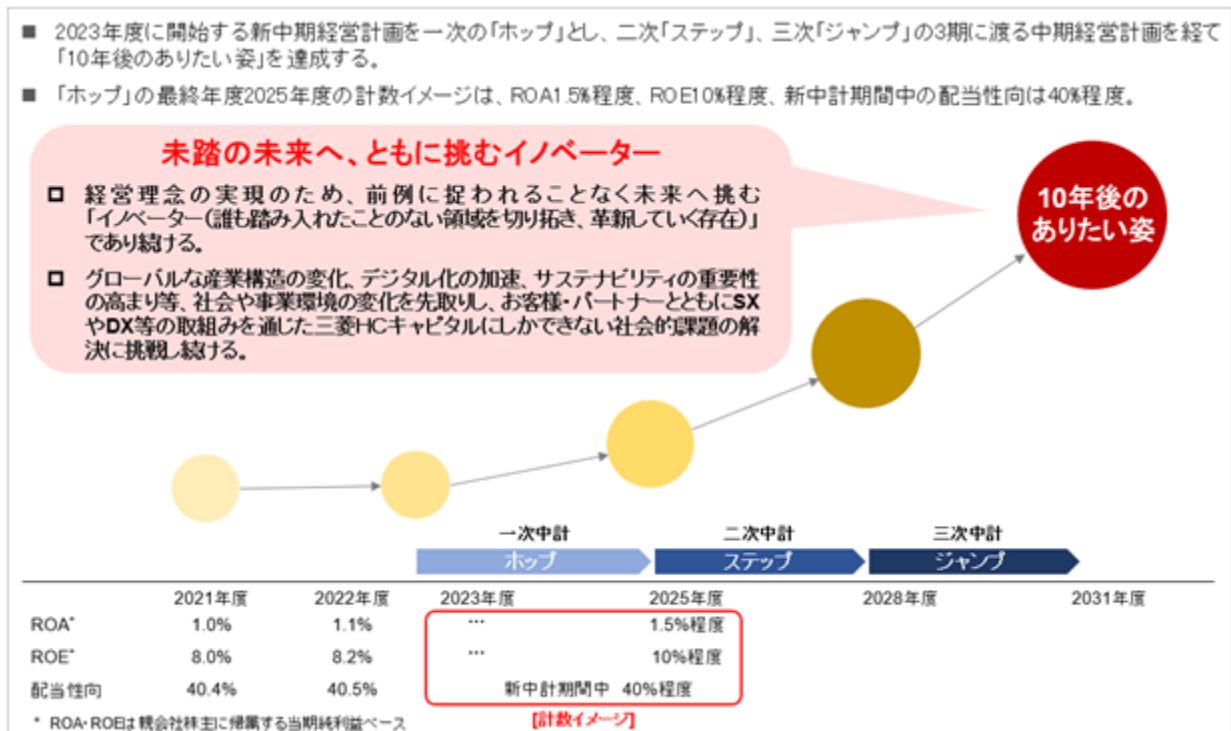 ■ 2023年度に開始する新中期経営計画を一次の「ホップ」とし、二次「ステップ」、三次「ジャンプ」の3期に渡る中期経営計画を経て
「10年後のありたい姿」を達成する。
■ 「ホップ」の最終年度2025年度の計数イメージは、ROA1.5%程度、ROE10%程度、新中計期間中の配当性向は40%程度。
未踏の未来へ、ともに挑むイノベーター
経営理念の実現のため、前例に捉われることなく未来へ挑む
「イノベーター(誰も踏み入れたことのない領域を切り拓き、革新していく存在)」
であり続ける。
グローバルな産業構造の変化、デジタル化の加速、サステナビリティの重要性
の高まり等、社会や事業環境の変化を先取りし、お客様・パートナーとともにSX
やDX等の取組みを通じた三菱HCキャピタルにしかできない社会的課題の解
決に挑戦し続ける。
10年後の
ありたい姿
一次中計 二次中計 三次中計
ホップ ステップ ジャンプ
2021年度 2022年度 2023年度 2025年度 2028年度 2031年度
ROA* 1.0% 1.1% … 1.5%程度
ROE* 8.0% 8.2% … 10%程度
配当性向 40.4% 40.5% 新中計期間中 40%程度
* ROA・ROEは親会社株主に帰属する当期純利益ベース
[計数イメージ]